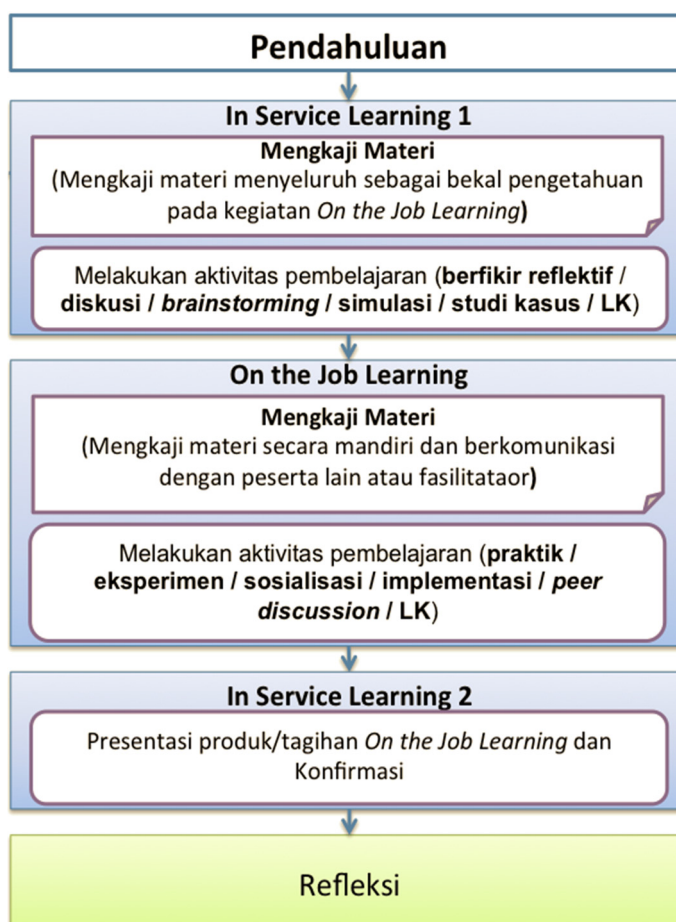 Pendahuluan
In Service Learning 1
Mengkaji Materi
(Mengkaji materi menyeluruh sebagai bekal pengetahuan
pada kegiatan On the Job Learning)
Melakukan aktivitas pembelajaran (berfikir reflektif /
diskusi / brainstorming / simulasi / studi kasus / LK)
On the Job Learning
Mengkaji Materi
(Mengkaji materi secara mandiri dan berkomunikasi
dengan peserta lain atau fasilitataor)
Melakukan aktivitas pembelajaran (praktik /
eksperimen / sosialisasi / implementasi / peer
discussion / LK)
In Service Learning 2
Presentasi produk/tagihan On the Job Learning dan
Konfirmasi
Refleksi